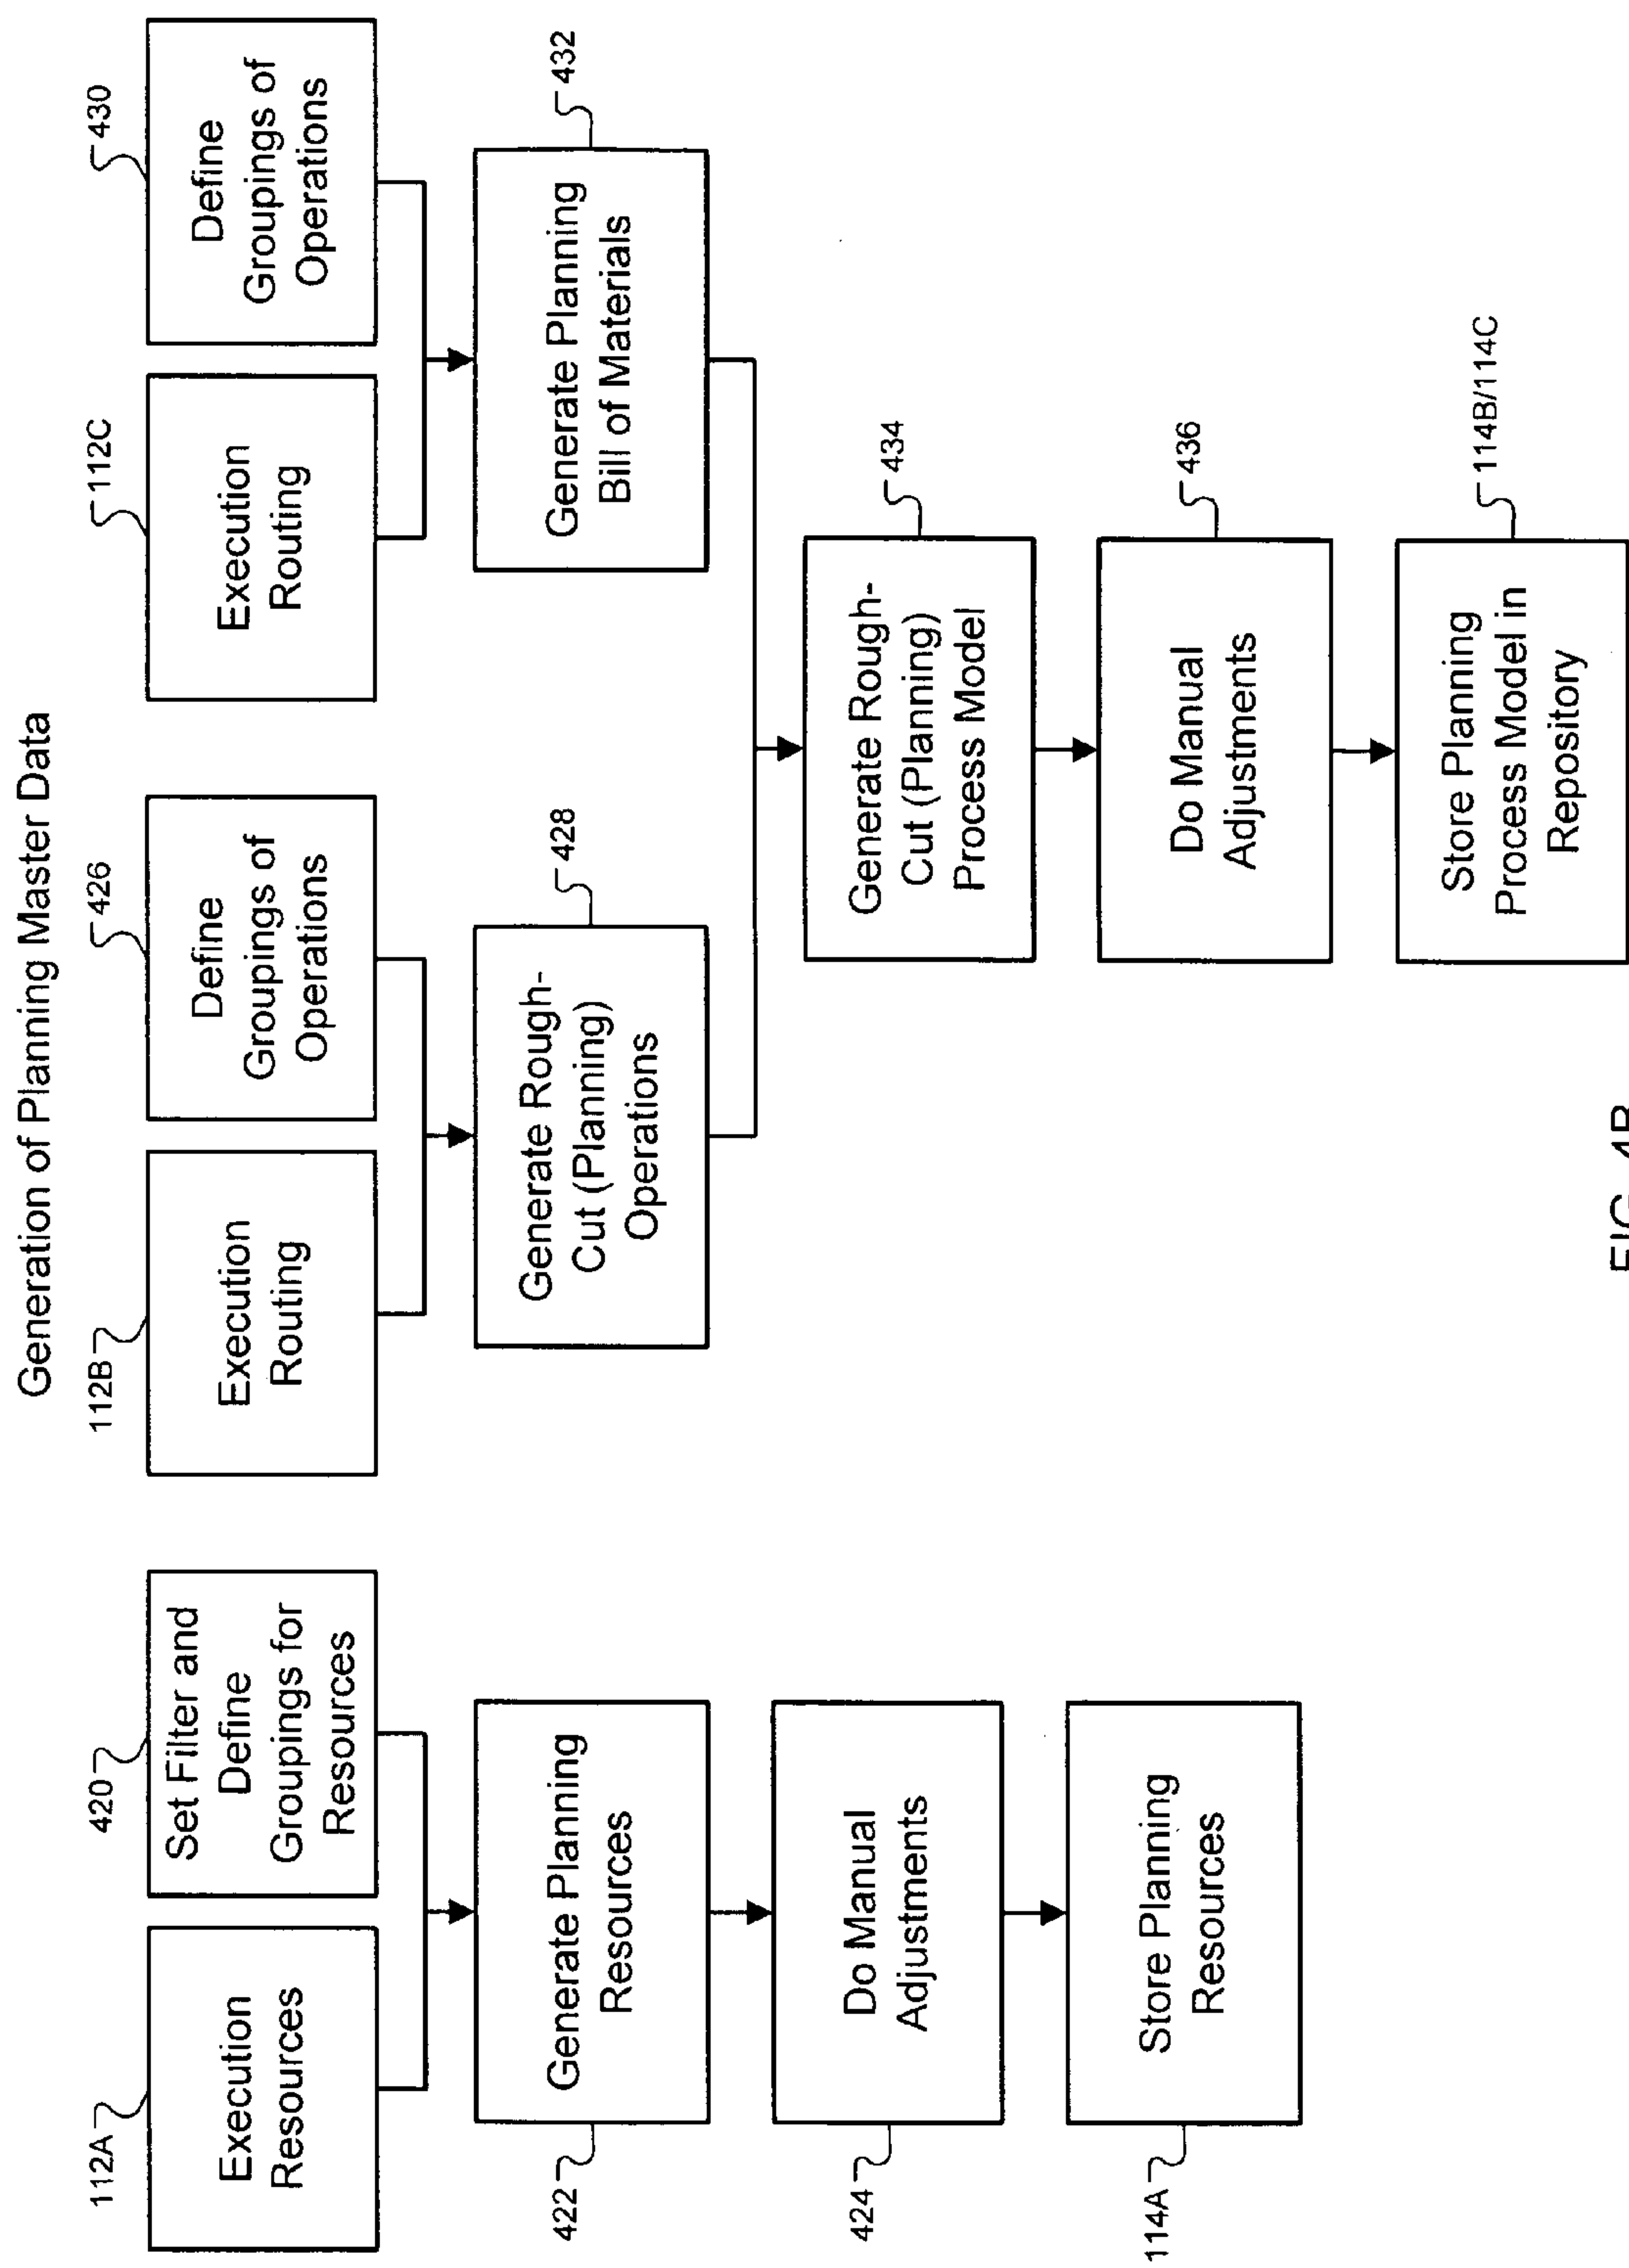 Generation of Planning Master Data
112A
420
112B
426
112C
430
Execution
Resources
Set Filter and
Define
Groupings for
Resources
Execution
Routing
Define
Groupings of
Operations
Execution
Routing
Define
Groupings of
Operations
422
Generate Planning
Resources
Generate Rough-
Cut (Planning)
Operations
428
Generate Planning
Bill of Materials
432
424
Do Manual
Adjustments
Generate Rough-
Cut (Planning)
Process Model
434
114A
Store Planning
Resources
Do Manual
Adjustments
436
Store Planning
Process Model in
Repository
114B/114C
FIG. 4B